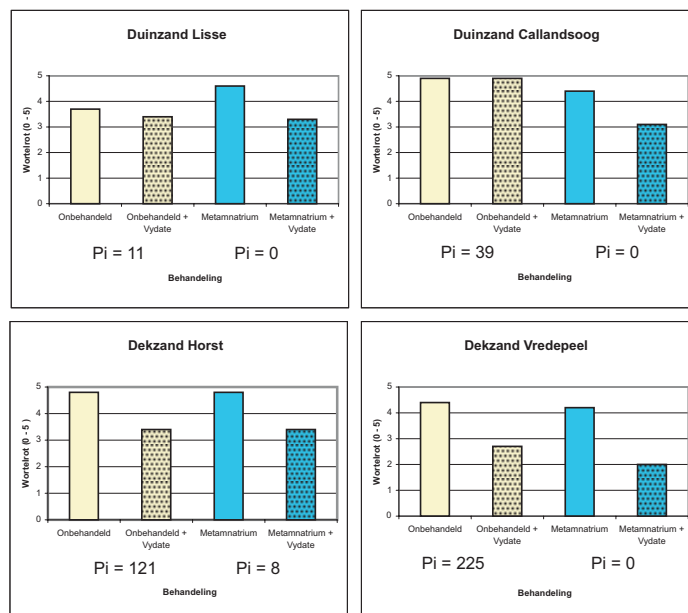 Duinzand Lisse
Wortelrot (0 - 5)
5
4
3
2
1
0
Onbehandeld
Onbehandeld + Vydate
Metamnatrium
Metamnatrium + Vydate
Pi = 11
Pi = 0
Behandeling
Duinzand Callandsoog
Wortelrot (0 - 5)
5
4
3
2
1
0
Onbehandeld
Onbehandeld + Vydate
Metamnatrium
Metamnatrium + Vydate
Pi = 39
Pi = 0
Behandeling
Dekzand Horst
Wortelrot (0 - 5)
5
4
3
2
1
0
Onbehandeld
Onbehandeld + Vydate
Metamnatrium
Metamnatrium + Vydate
Pi = 121
Pi = 8
Behandeling
Dekzand Vredepeel
Wortelrot (0 - 5)
5
4
3
2
1
0
Onbehandeld
Onbehandeld + Vydate
Metamnatrium
Metamnatrium + Vydate
Pi = 225
Pi = 0
Behandeling